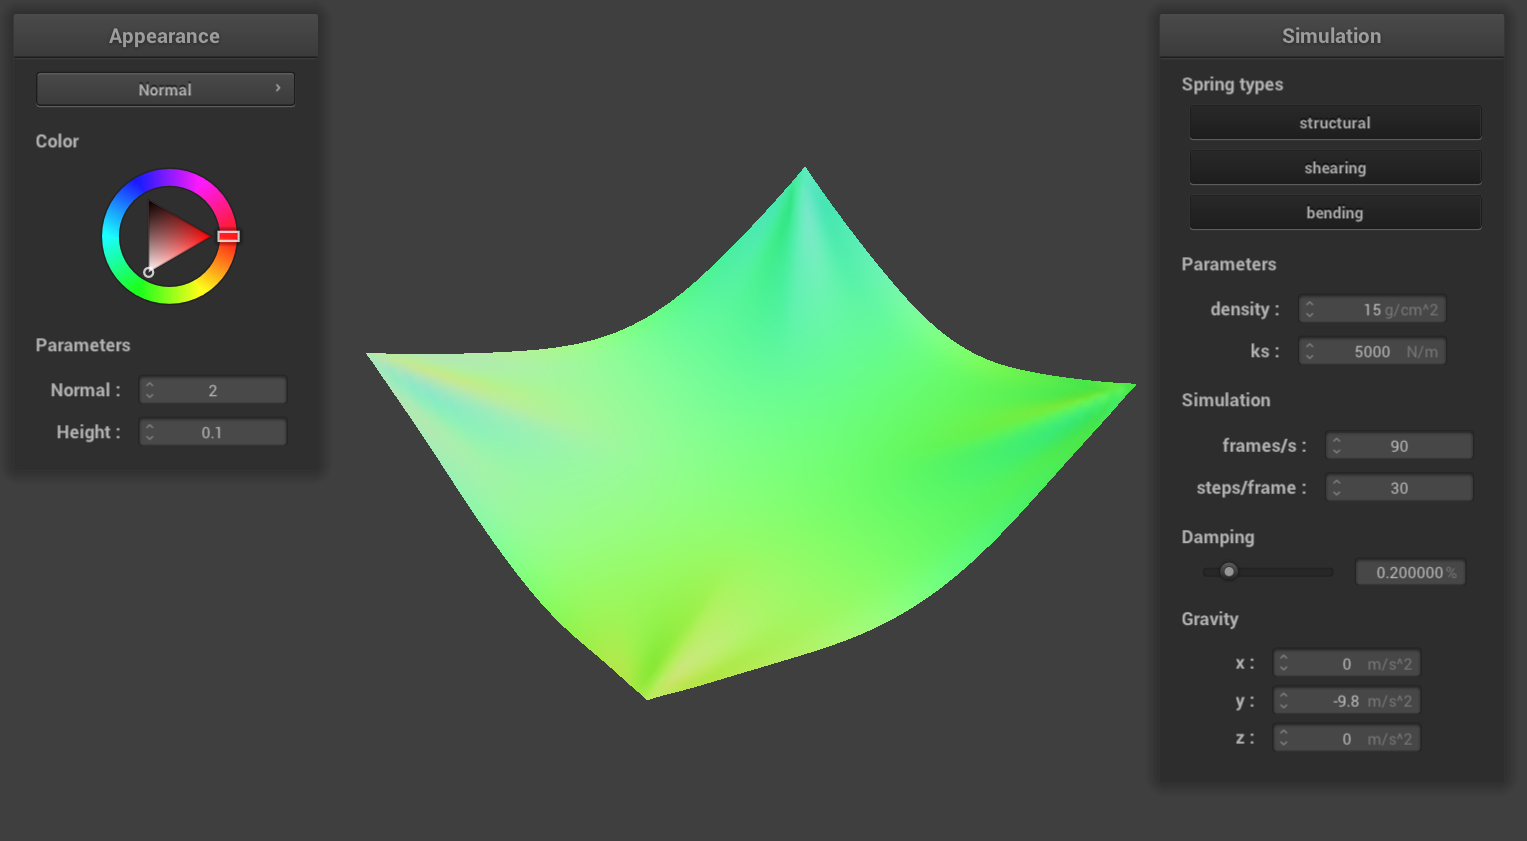 Appearance
Normal
Color
Parameters
Normal : 2
Height : 0.1
Simulation
Spring types
structural
shearing
bending
Parameters
density : 15 g/cm^2
ks : 5000 N/m
Simulation
frames/s : 90
steps/frame : 30
Damping
0.200000 %
Gravity
x : 0 m/s^2
y : -9.8 m/s^2
z : 0 m/s^2